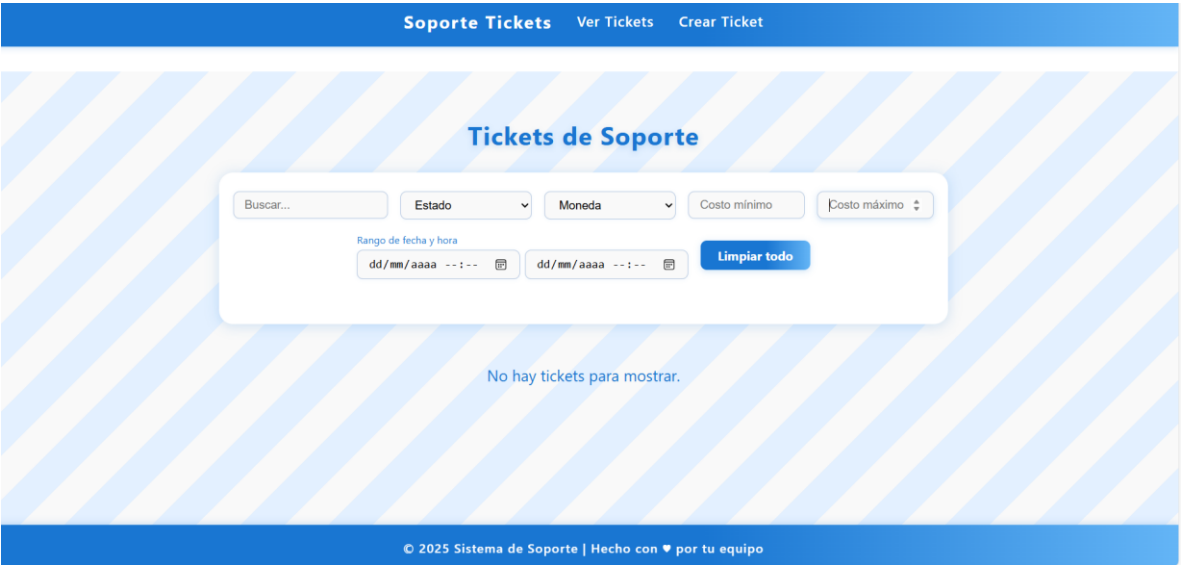 Soporte Tickets Ver Tickets Crear Ticket
Tickets de Soporte
Buscar... Estado Moneda Costo mínimo Costo máximo
Rango de fecha y hora
dd/mm/aaaa --:-- dd/mm/aaaa --:-- Limpiar todo
No hay tickets para mostrar.
© 2025 Sistema de Soporte | Hecho con ♥ por tu equipo